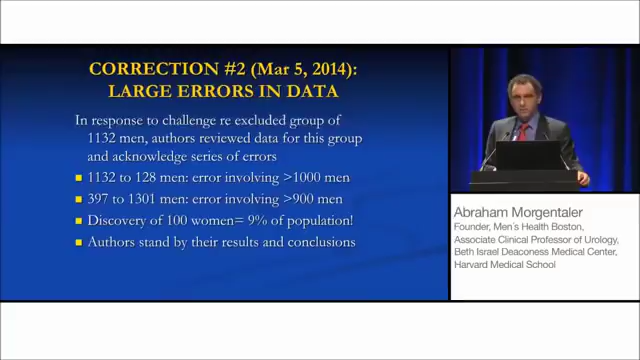 CORRECTION #2 (Mar 5, 2014):
LARGE ERRORS IN DATA
In response to challenge re excluded group of
1132 men, authors reviewed data for this group
and acknowledge series of errors
1132 to 128 men: error involving >1000 men
397 to 1301 men: error involving >900 men
Discovery of 100 women= 9% of population!
Authors stand by their results and conclusions
Abraham Morgentaler
Founder, Men´s Health Boston,
Associate Clinical Professor of Urology,
Beth Israel Deaconess Medical Center,
Harvard Medical School